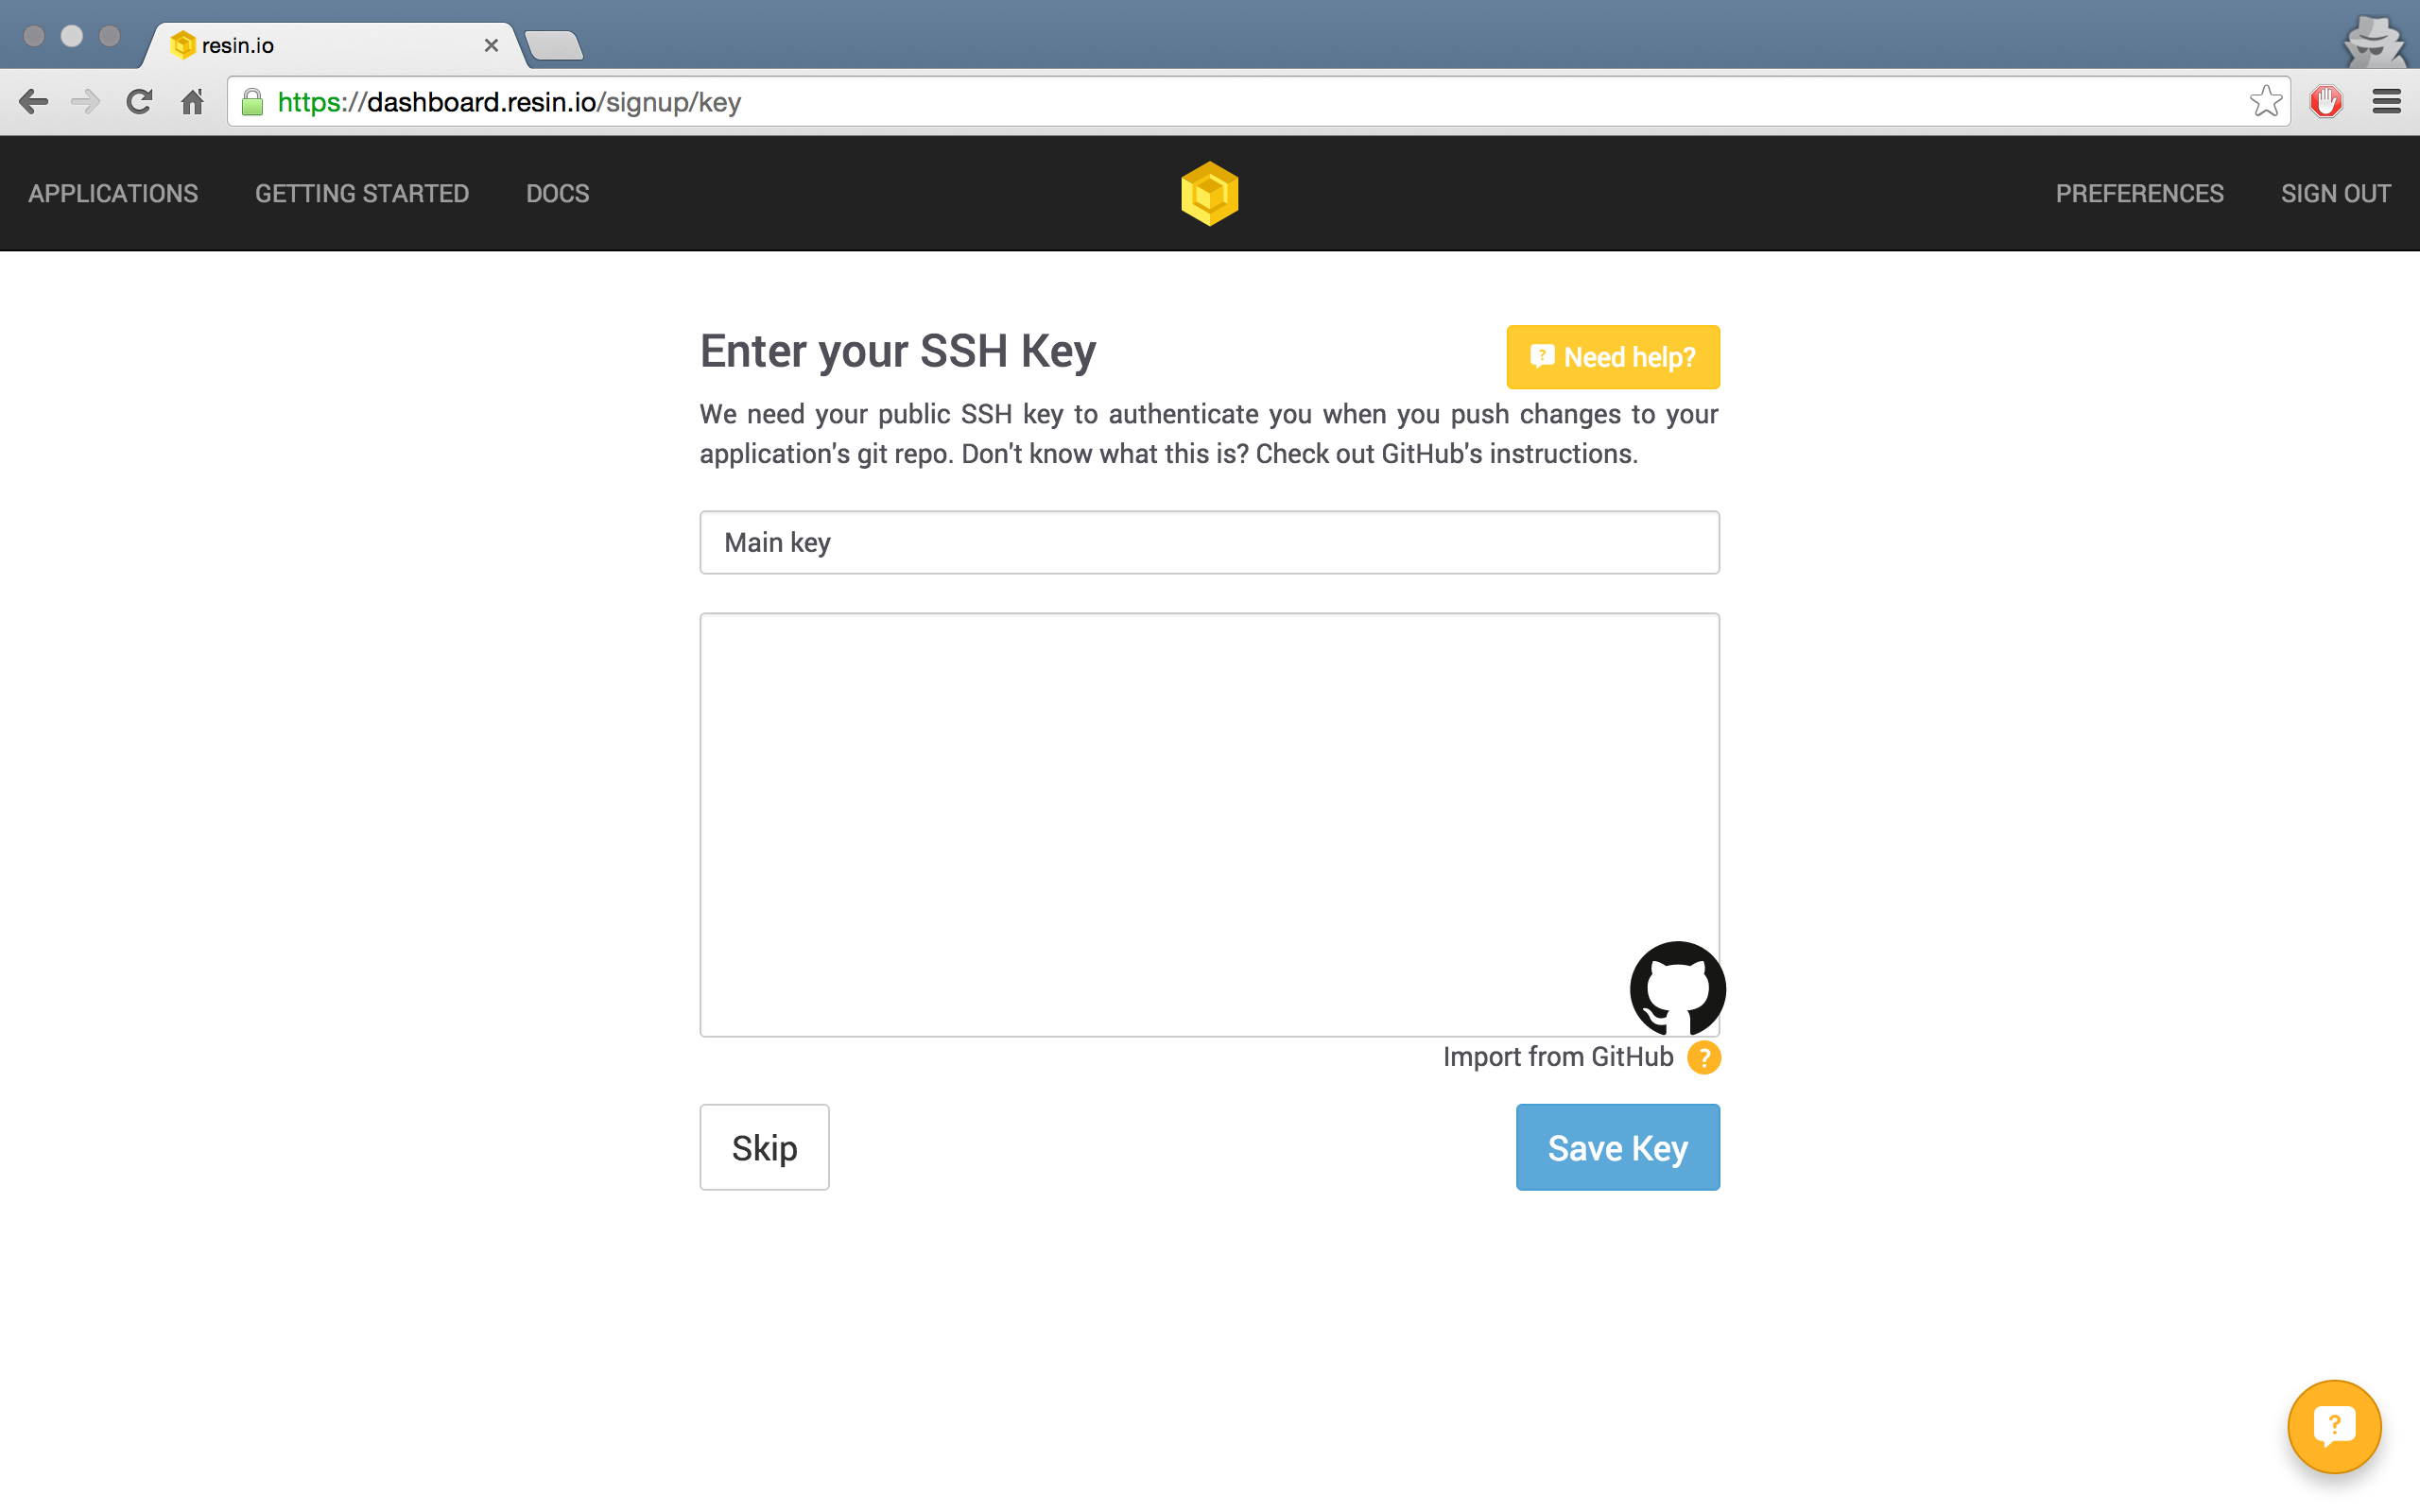 resin.io
https://dashboard.resin.io/signup/key
APPLICATIONS GETTING STARTED DOCS PREFERENCES SIGN OUT
Enter your SSH Key
? Need help?
We need your public SSH key to authenticate you when you push changes to your
application's git repo. Don't know what this is? Check out GitHub's instructions.
Main key
Import from GitHub ?
Skip Save Key
?